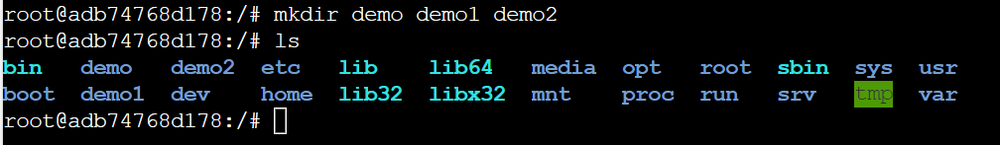 root@adb74768d178:/# mkdir demo demo1 demo2
root@adb74768d178:/# ls
bin demo demo2 etc lib lib64 media opt root sbin sys usr
boot demo1 dev home lib32 libx32 mnt proc run srv tmp var
root@adb74768d178:/#